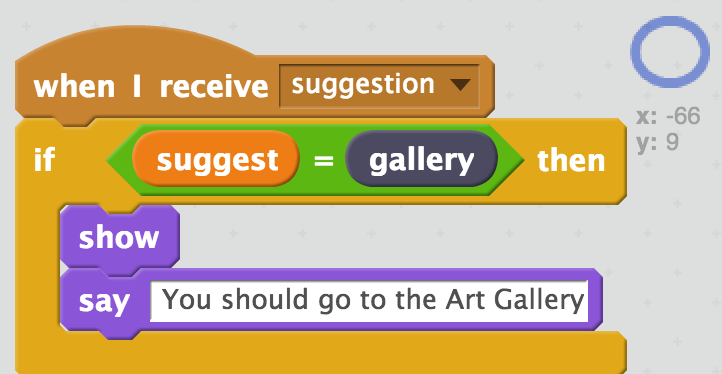 when I receive suggestion
x: -66
y: 9
if suggest = gallery then
show
say You should go to the Art Gallery